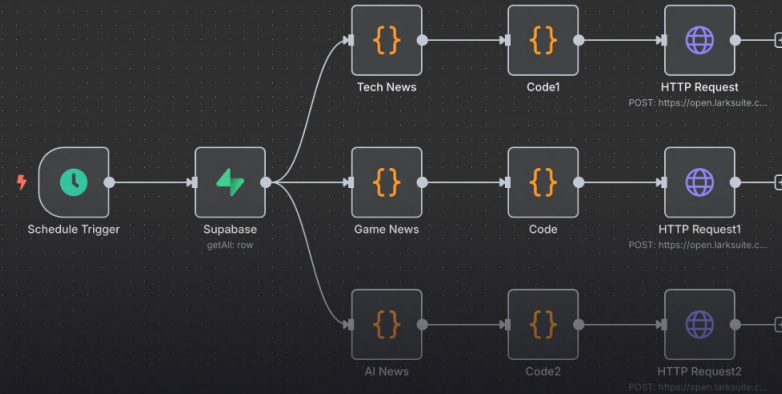 Tech News
Code1
HTTP Request
POST: https://open.larksuite.c...
Schedule Trigger
Supabase
getAll: row
Game News
Code
HTTP Request1
POST: https://open.larksuite.c...
AI News
Code2
HTTP Request2
POST: https://open.larksuite.c...